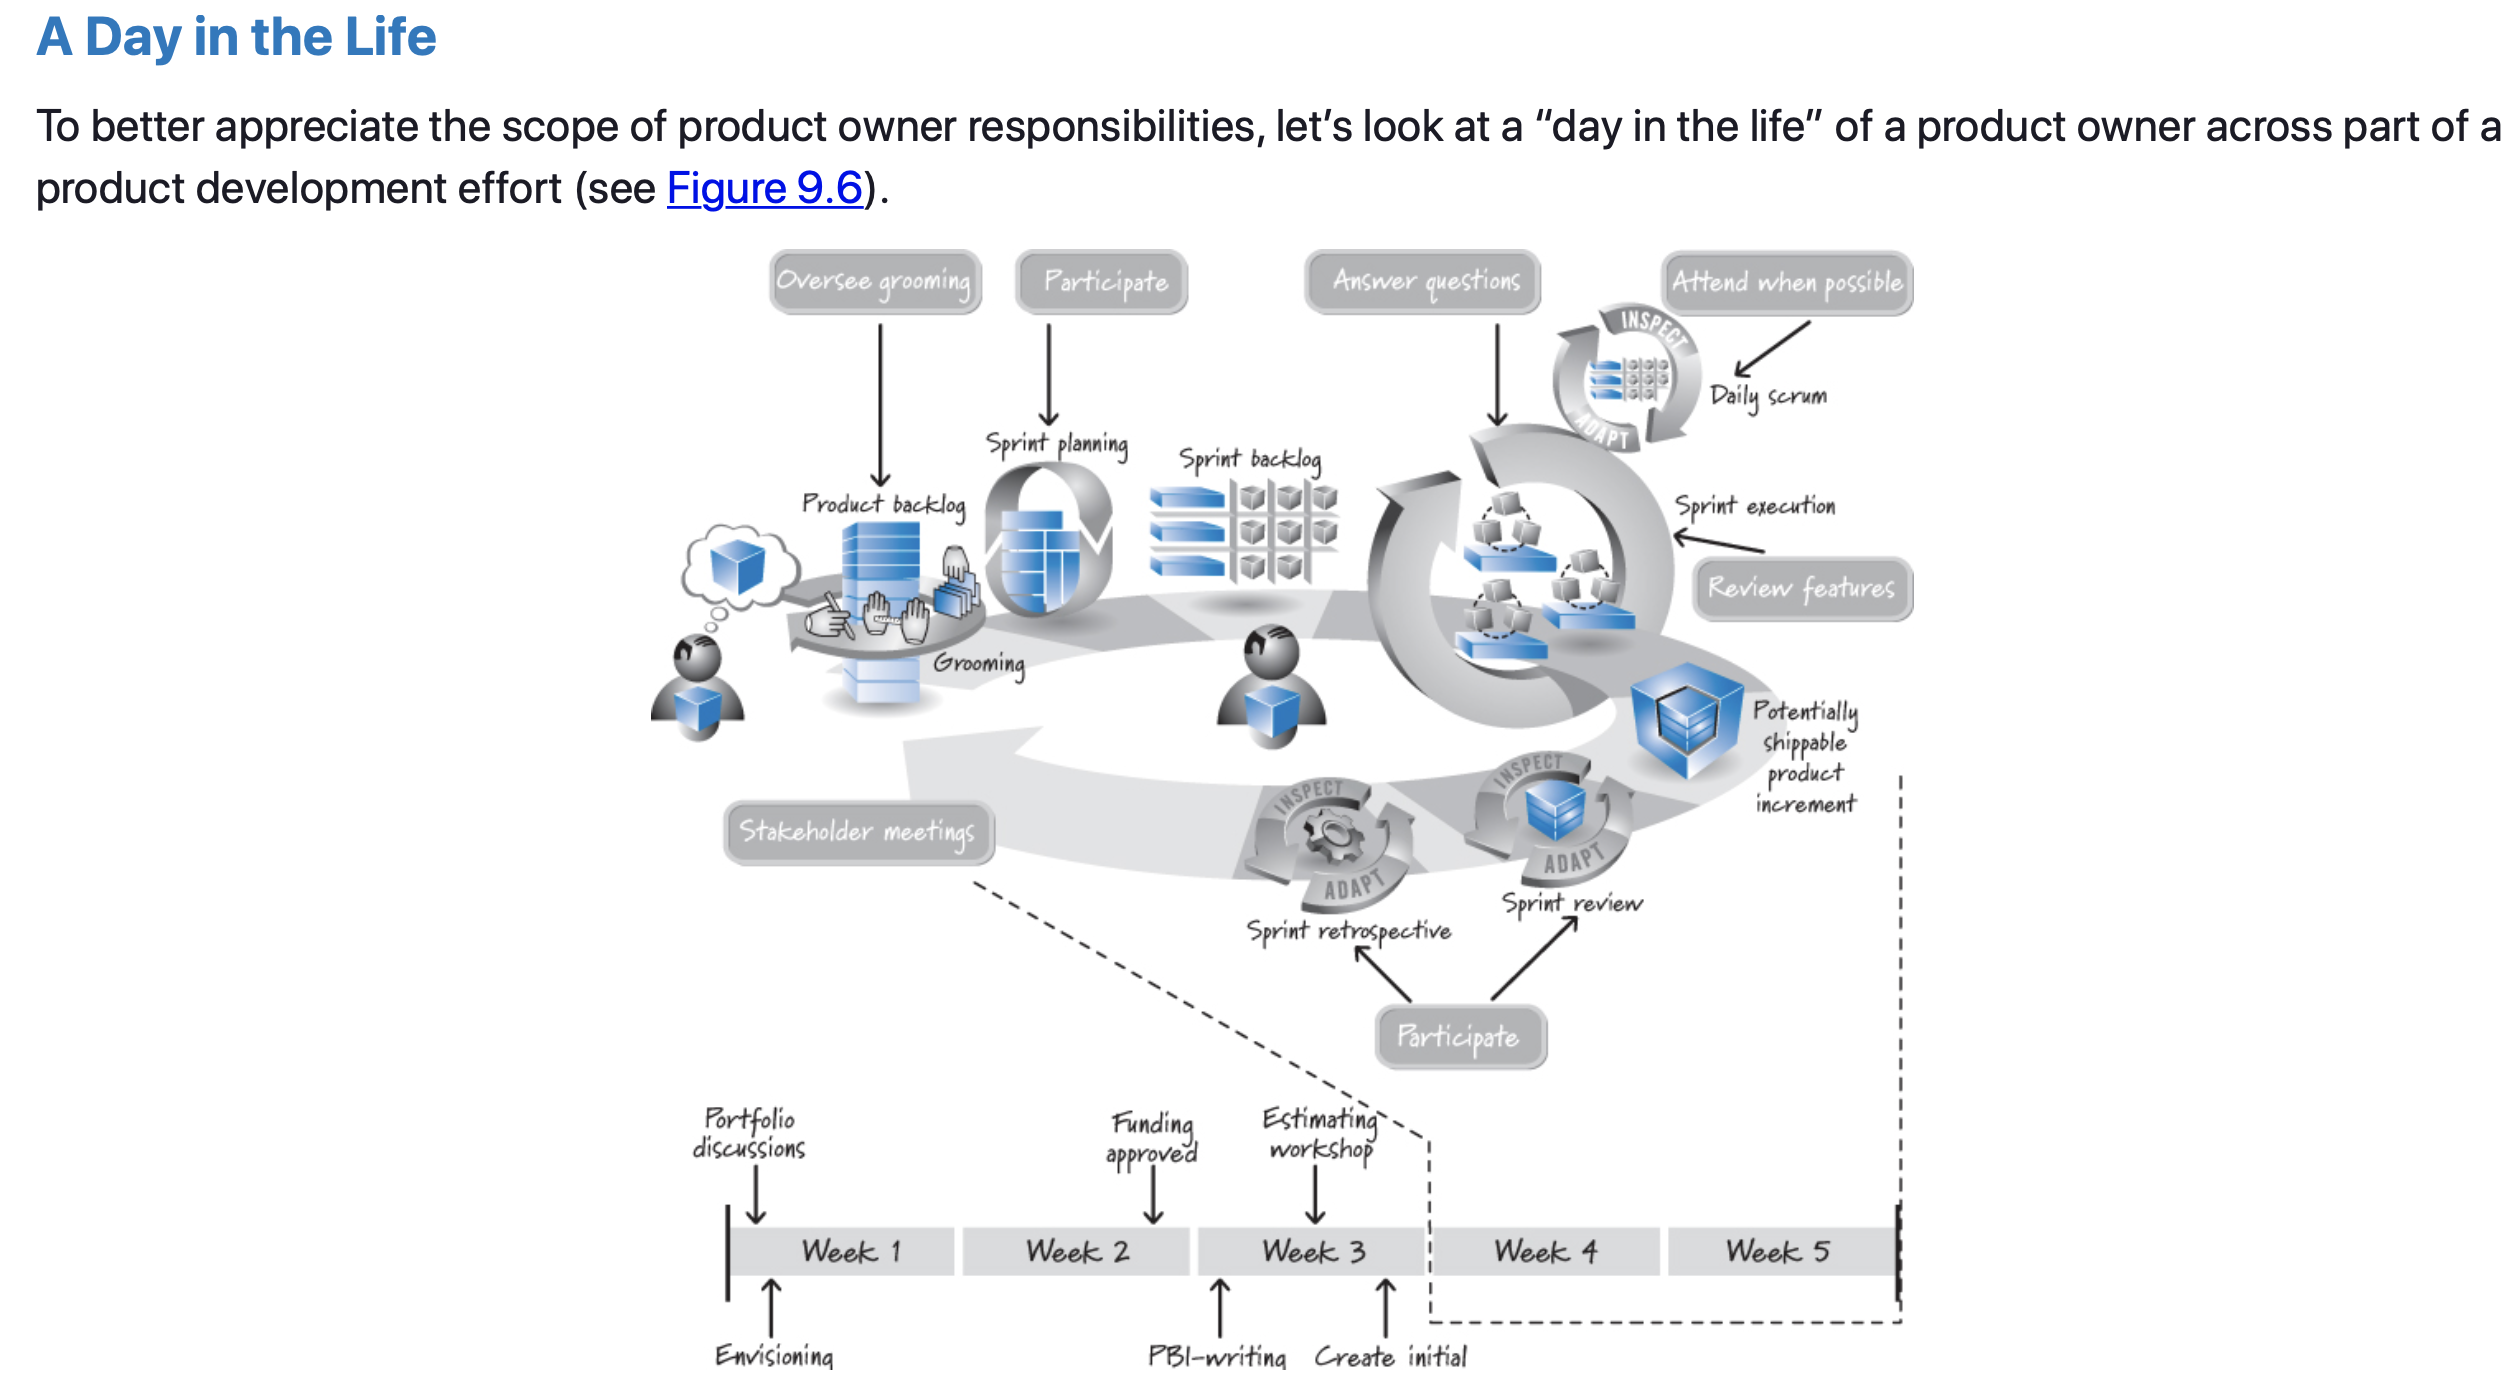 A Day in the Life
To better appreciate the scope of product owner responsibilities, let’s look at a “day in the life” of a product owner across part of a
product development effort (see Figure 9.6).
Oversee grooming
Participate
Answer questions
Attend when possible
INSPECT
ADAPT
Daily scrum
Sprint planning
Sprint backlog
Product backlog
Sprint execution
Review features
Grooming
Potentially
shippable
product
increment
INSPECT
ADAPT
INSPECT
ADAPT
Stakeholder meetings
Sprint review
Sprint retrospective
Participate
Portfolio
discussions
Funding
approved
Estimating
workshop
Week 1
Week 2
Week 3
Week 4
Week 5
Envisioning
PBI-writing
Create initial